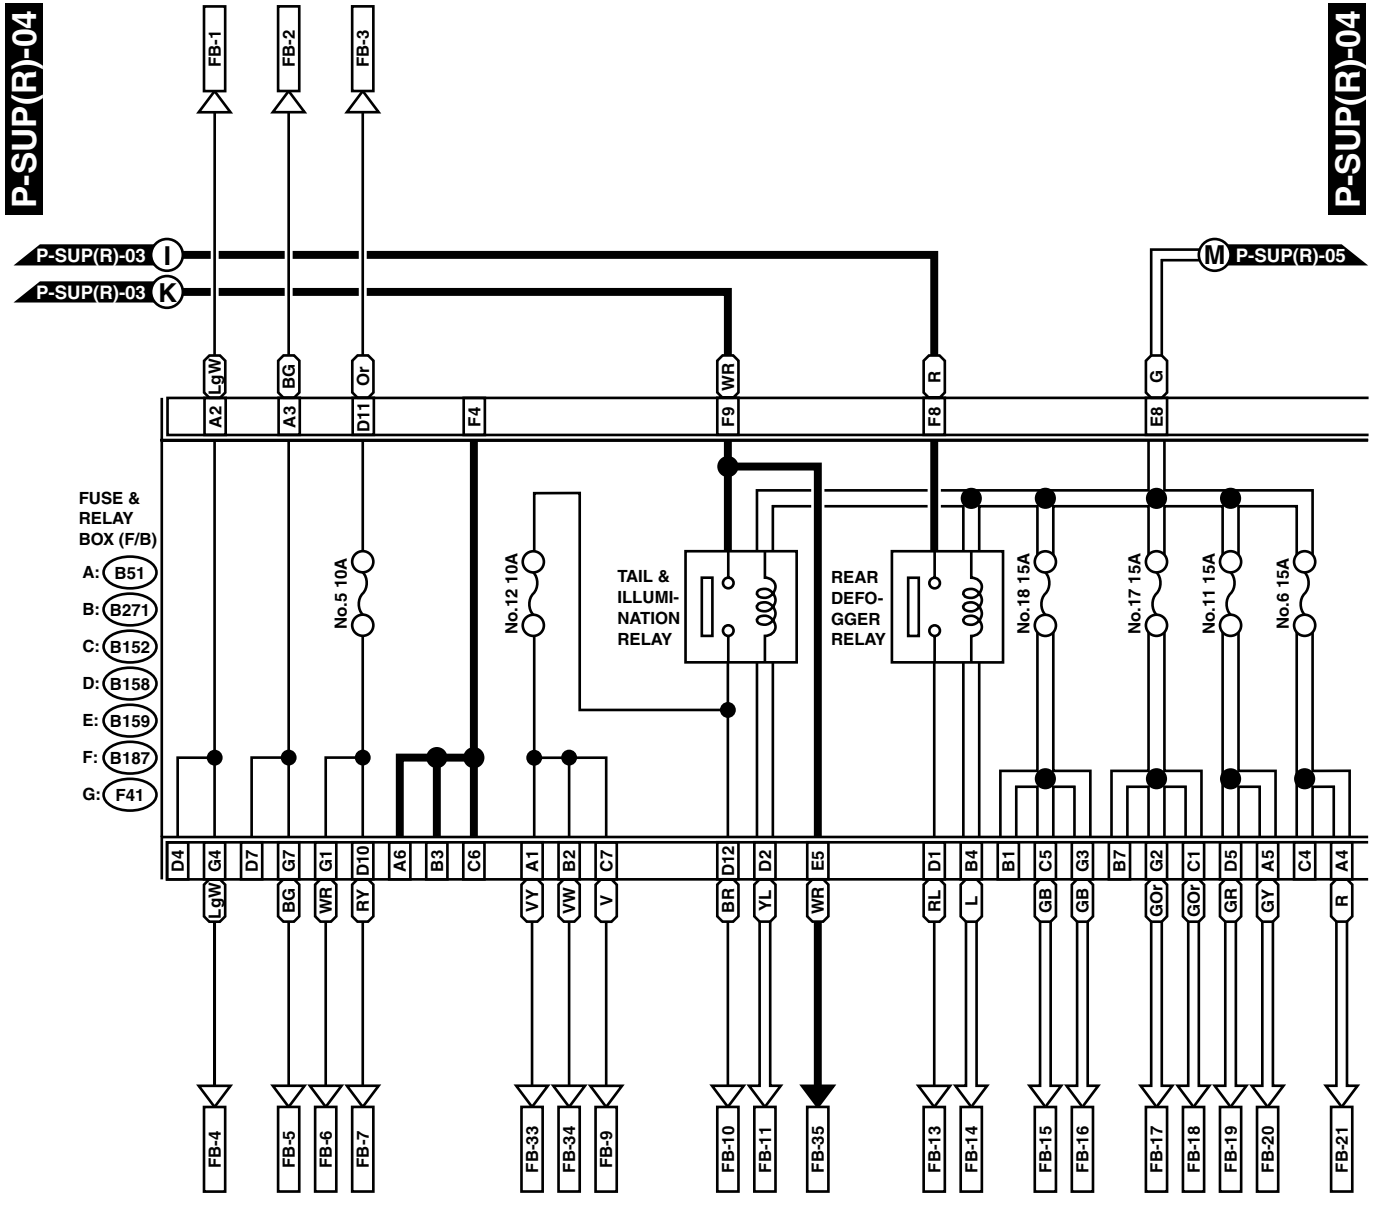 P-SUP(R)-04
P-SUP(R)-04
FB-1
FB-2
FB-3
P-SUP(R)-03
I
M
P-SUP(R)-05
P-SUP(R)-03
K
LgW
BG
Or
WR
R
G
A2
A3
D11
F4
F9
F8
E8
FUSE &
RELAY
BOX (F/B)
A: B51
B: B271
C: B152
D: B158
E: B159
F: B187
G: F41
No.5 10A
No.12 10A
TAIL &
ILLUMI-
NATION
RELAY
REAR
DEFO-
GGER
RELAY
No.18 15A
No.17 15A
No.11 15A
No.6 15A
D4
G4
D7
G7
G1
D10
A6
B3
C6
A1
B2
C7
D12
D2
E5
D1
B4
B1
C5
G3
B7
G2
C1
D5
A5
C4
A4
LgW
BG
WR
RY
VY
VW
V
BR
YL
WR
RL
L
GB
GB
GOr
GOr
GR
GY
R
FB-4
FB-5
FB-6
FB-7
FB-33
FB-34
FB-9
FB-10
FB-11
FB-35
FB-13
FB-14
FB-15
FB-16
FB-17
FB-18
FB-19
FB-20
FB-21